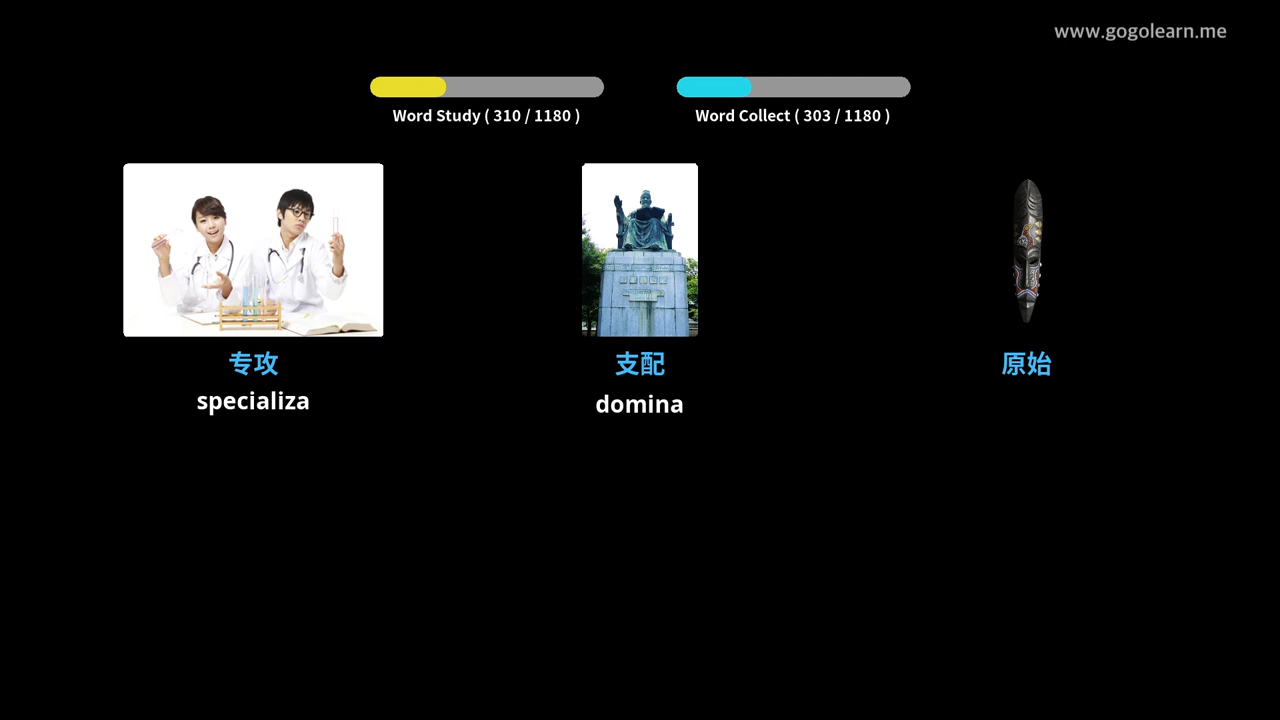 www.gogolearn.me
Word Study ( 310 / 1180 )
Word Collect ( 303 / 1180 )
专攻
支配
原始
specializa
domina